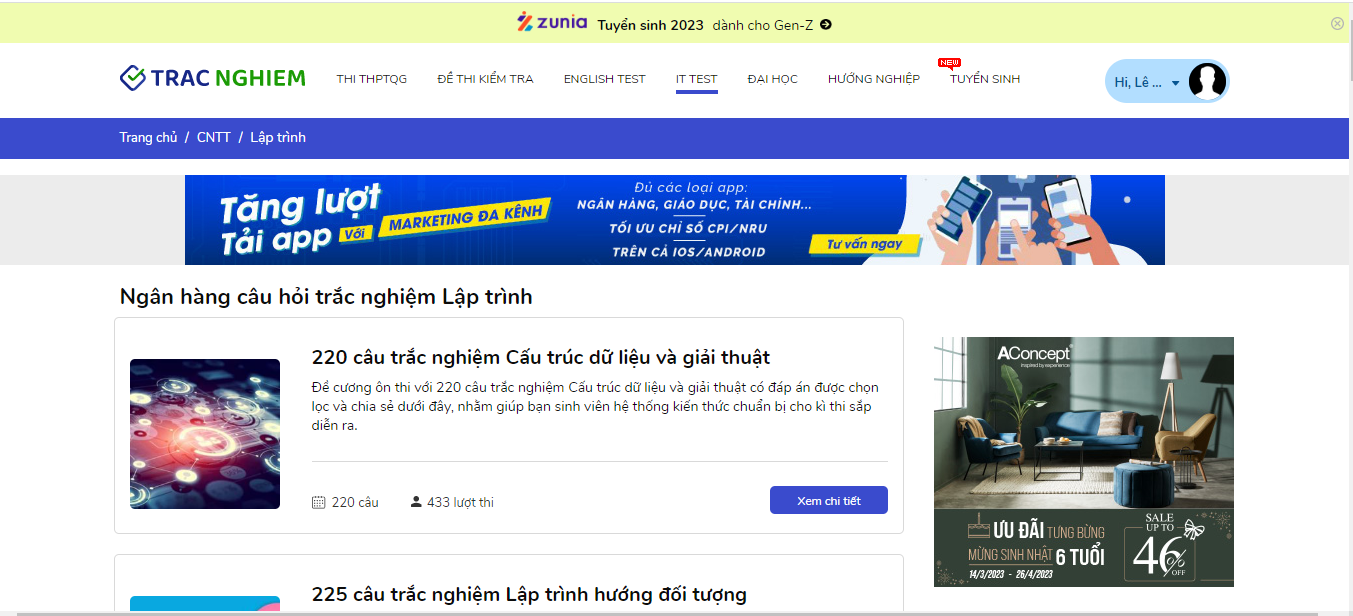 zunia Tuyển sinh 2023 dành cho Gen-Z
TRAC NGHIEM
THI THPTQG ĐỀ THI KIỂM TRA ENGLISH TEST IT TEST ĐẠI HỌC HƯỚNG NGHIỆP NEW TUYỂN SINH
Hi, Lê ...
Trang chủ / CNTT / Lập trình
Tăng lượt
Tải app Với MARKETING ĐA KÊNH
Đủ các loại app:
NGÂN HÀNG, GIÁO DỤC, TÀI CHÍNH...
TỐI ƯU CHỈ SỐ CPI/NRU
TRÊN CẢ IOS/ANDROID
Tư vấn ngay
Ngân hàng câu hỏi trắc nghiệm Lập trình
220 câu trắc nghiệm Cấu trúc dữ liệu và giải thuật
Đề cương ôn thi với 220 câu trắc nghiệm Cấu trúc dữ liệu và giải thuật có đáp án được chọn
lọc và chia sẻ dưới đây, nhằm giúp bạn sinh viên hệ thống kiến thức chuẩn bị cho kì thi sắp
diễn ra.
220 câu 433 lượt thi
Xem chi tiết
225 câu trắc nghiệm Lập trình hướng đối tượng
AConcept
Inspired by experience
ƯU ĐÃI TƯNG BỪNG
MỪNG SINH NHẬT 6 TUỔI
14/3/2023 - 26/4/2023
SALE
UP TO
46%
OFF